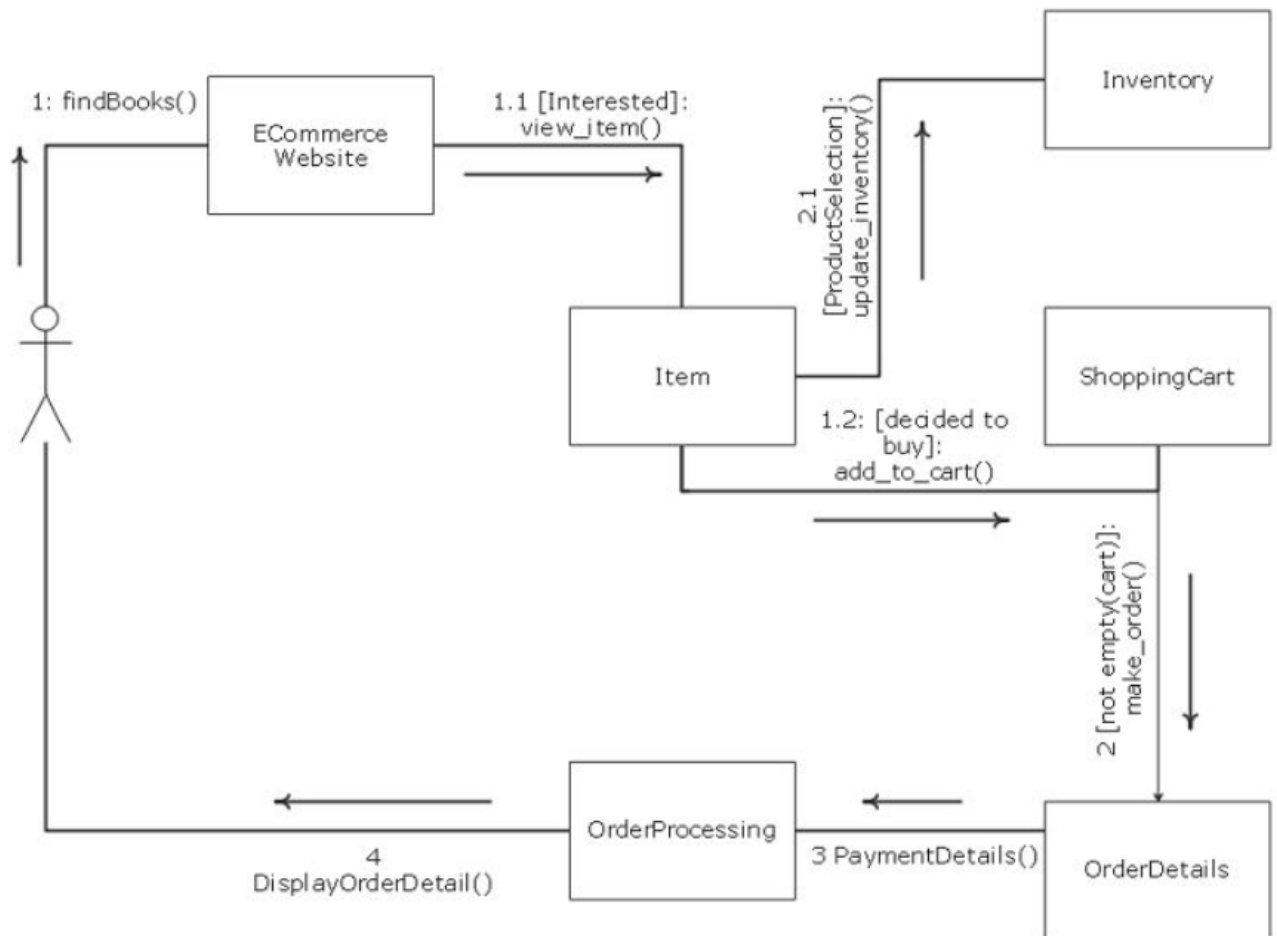 1: findBooks()
ECommerce
Website
1.1 [Interested]:
view_item()
2.1
[ProductSelection]:
update_inventory()
Inventory
Item
ShoppingCart
1.2: [decided to
buy]:
add_to_cart()
2 [not empty(cart)]:
make_order()
OrderProcessing
3 PaymentDetails()
OrderDetails
4
DisplayOrderDetail()